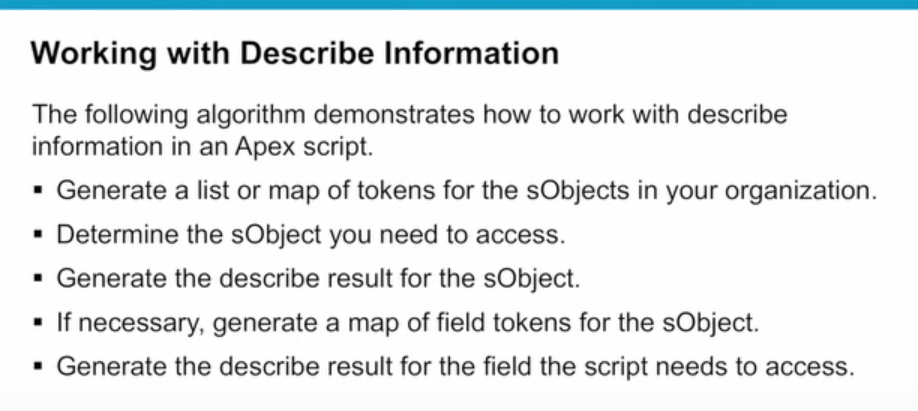 Working with Describe Information
The following algorithm demonstrates how to work with describe
information in an Apex script.
▪ Generate a list or map of tokens for the sObjects in your organization.
▪ Determine the sObject you need to access.
▪ Generate the describe result for the sObject.
▪ If necessary, generate a map of field tokens for the sObject.
▪ Generate the describe result for the field the script needs to access.